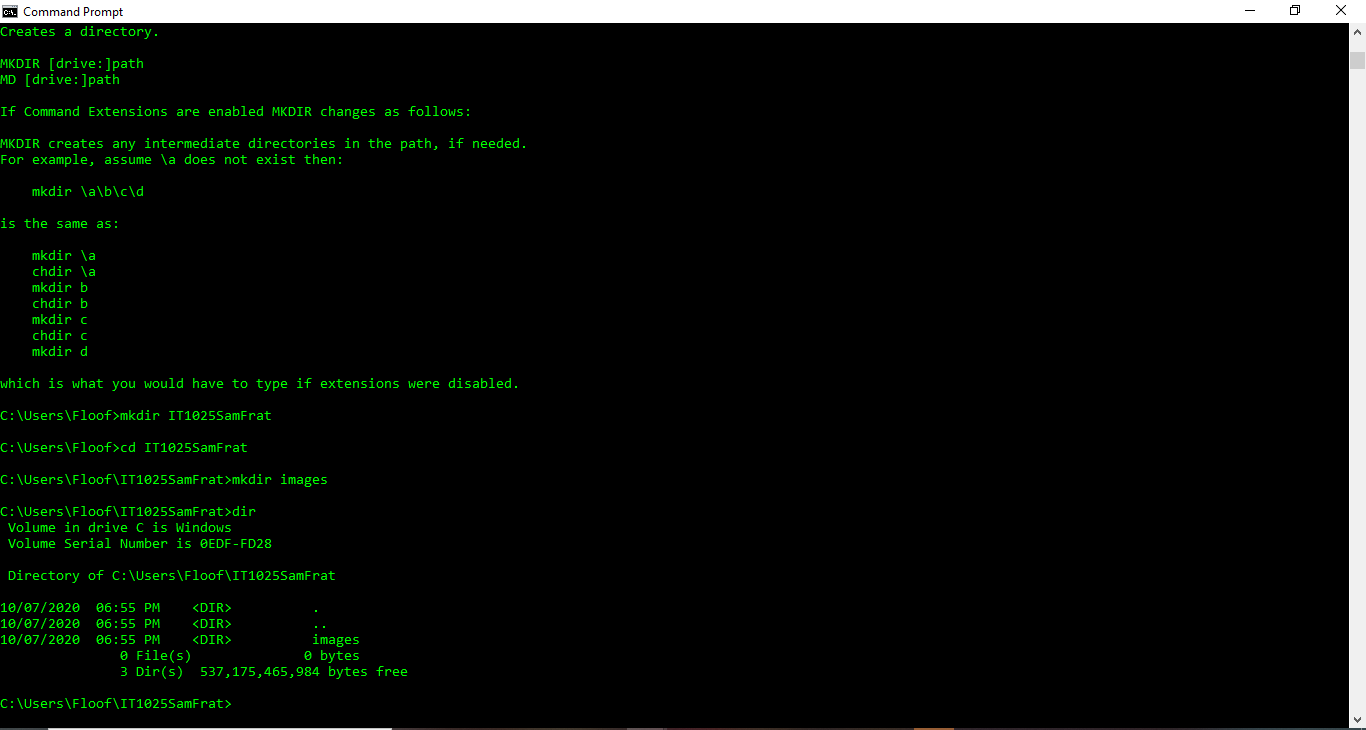 Command Prompt
Creates a directory.
MKDIR [drive:]path
MD [drive:]path
If Command Extensions are enabled MKDIR changes as follows:
MKDIR creates any intermediate directories in the path, if needed.
For example, assume \a does not exist then:
    mkdir \a\b\c\d
is the same as:
    mkdir \a
    chdir \a
    mkdir b
    chdir b
    mkdir c
    chdir c
    mkdir d
which is what you would have to type if extensions were disabled.
C:\Users\Floof>mkdir IT1025SamFrat
C:\Users\Floof>cd IT1025SamFrat
C:\Users\Floof\IT1025SamFrat>mkdir images
C:\Users\Floof\IT1025SamFrat>dir
 Volume in drive C is Windows
 Volume Serial Number is 0EDF-FD28
 Directory of C:\Users\Floof\IT1025SamFrat
10/07/2020  06:55 PM    <DIR>          .
10/07/2020  06:55 PM    <DIR>          ..
10/07/2020  06:55 PM    <DIR>          images
               0 File(s)              0 bytes
               3 Dir(s)  537,175,465,984 bytes free
C:\Users\Floof\IT1025SamFrat>